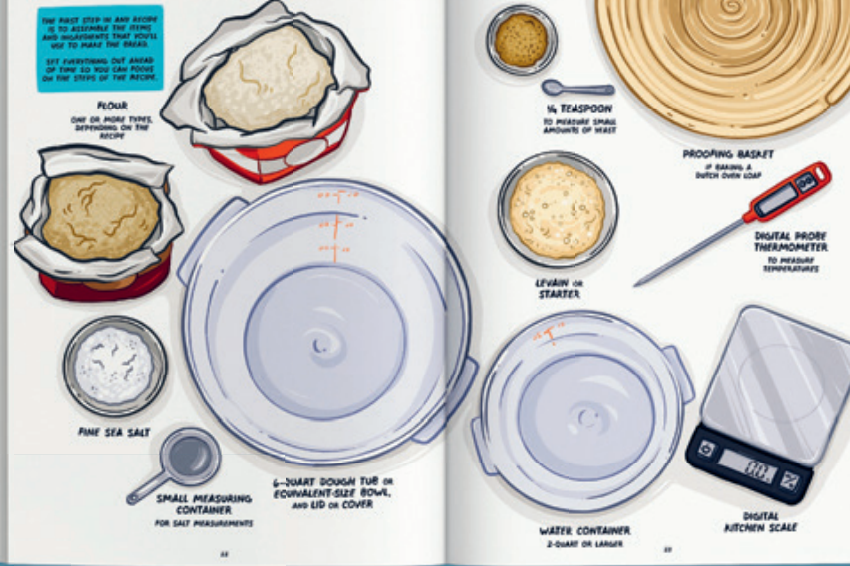 THE FIRST STEP IN AND RECIPE
IS TO ASSEMBLE THE ITEMS
AND INGREDIENTS THAT YOU'LL
USE TO MAKE THE BREAD.
SET EVERYTHING OUT AHEAD
OF TIME SO YOU CAN FOCUS
ON THE STEPS OF THE RECIPE.
FLOUR
ONE OR MORE TYPES,
DEPENDING ON THE
RECIPE
FINE SEA SALT
SMALL MEASURING
CONTAINER
FOR SALT MEASUREMENTS
6-QUART DOUGH TUB OR
EQUIVALENT-SIZE BOWL,
AND LID OR COVER
¼ TEASPOON
TO MEASURE SMALL
AMOUNTS OF YEAST
PROOFING BASKET
IF BAKING A
DUTCH OVEN LOAF
LEVAIN OR
STARTER
DIGITAL PROBE
THERMOMETER
TO MEASURE
TEMPERATURES
WATER CONTAINER
2-QUART OR LARGER
DIGITAL
KITCHEN SCALE